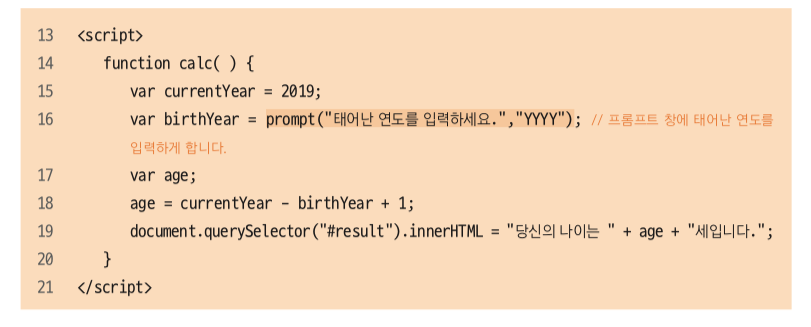 13 <script>
14 function calc( ) {
15 var currentYear = 2019;
16 var birthYear = prompt("태어난 연도를 입력하세요.","YYYY"); // 프롬프트 창에 태어난 연도를
입력하게 합니다.
17 var age;
18 age = currentYear – birthYear + 1;
19 document.querySelector("#result").innerHTML = "당신의 나이는 " + age + "세입니다.";
20 }
21 </script>